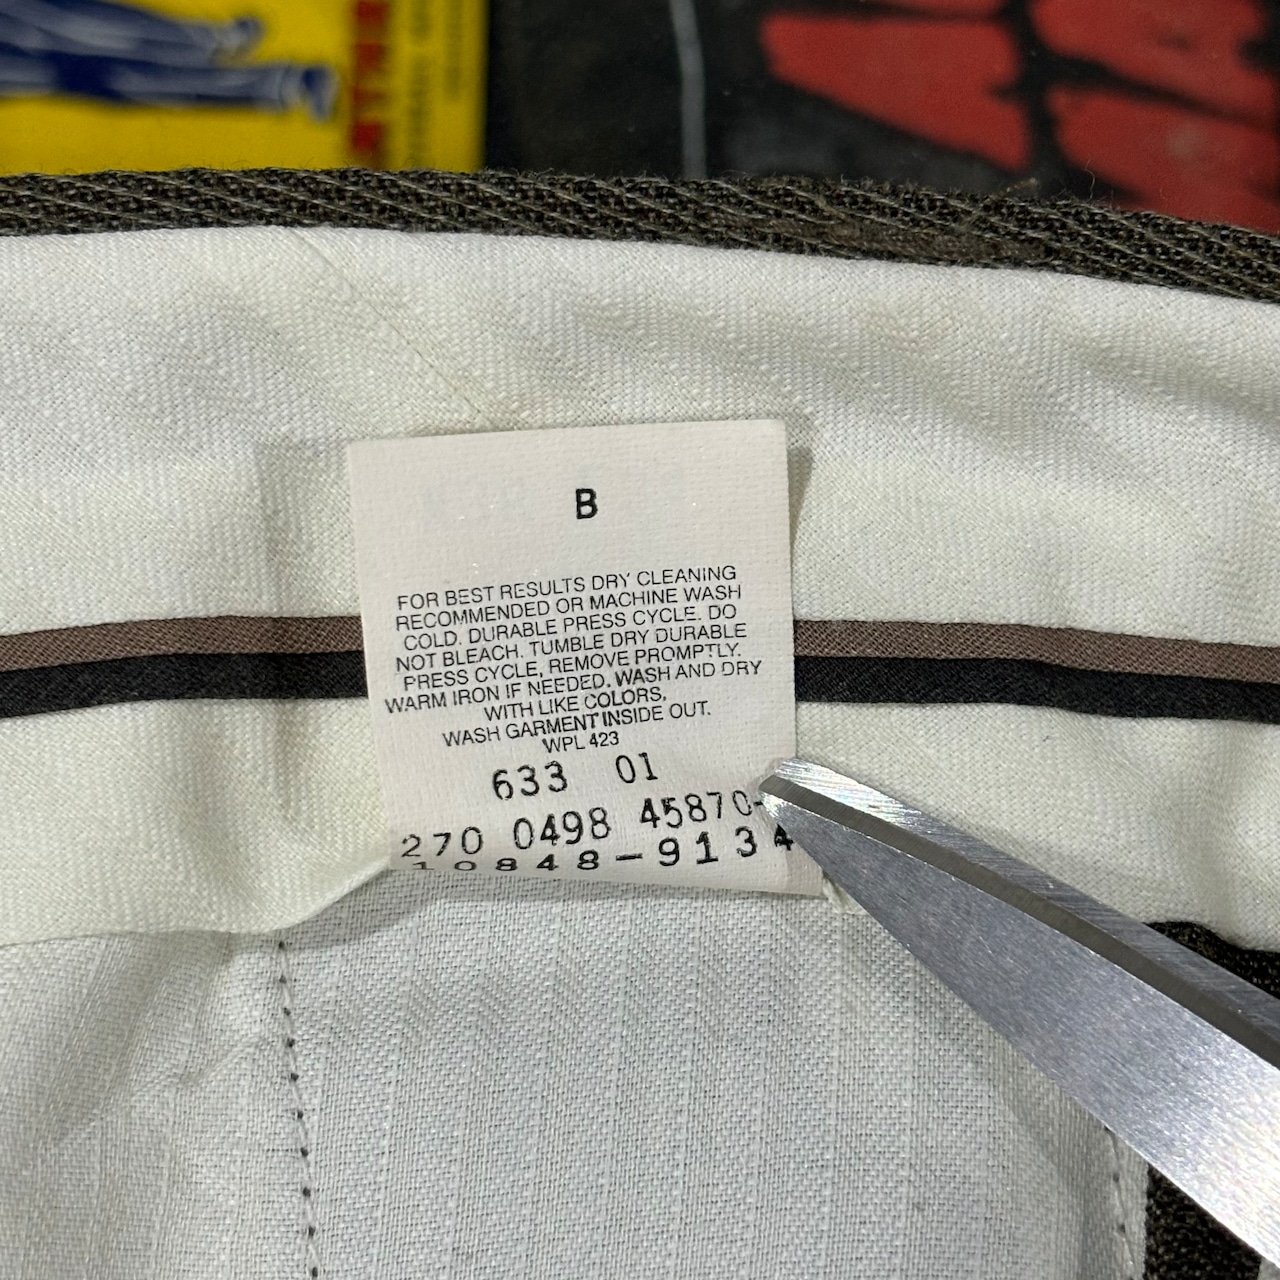 B
FOR BEST RESULTS DRY CLEANING
RECOMMENDED OR MACHINE WASH
COLD. DURABLE PRESS CYCLE. DO
NOT BLEACH. TUMBLE DRY DURABLE
PRESS CYCLE, REMOVE PROMPTLY.
WARM IRON IF NEEDED. WASH AND DRY
WITH LIKE COLORS.
WASH GARMENT INSIDE OUT.
WPL 423
633 01
270 0498 45870-
10848-9134